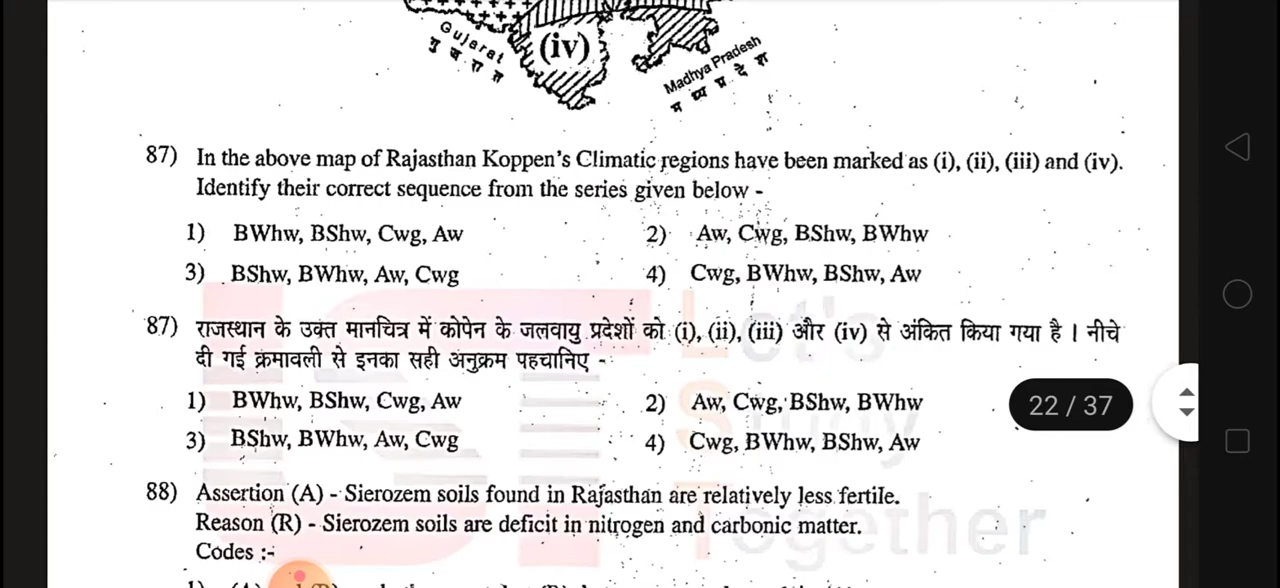 Gujarat
गुजरात
(iv)
Madhya Pradesh
मध्य प्रदेश
87) In the above map of Rajasthan Koppen's Climatic regions have been marked as (i), (ii), (iii) and (iv).
Identify their correct sequence from the series given below -
1) BWhw, BShw, Cwg, Aw 2) Aw, Cwg, BShw, BWhw
3) BShw, BWhw, Aw, Cwg 4) Cwg, BWhw, BShw, Aw
87) राजस्थान के उक्त मानचित्र में कोपेन के जलवायु प्रदेशों को (i), (ii), (iii) और (iv) से अंकित किया गया है । नीचे
दी गई क्रमावली से इनका सही अनुक्रम पहचानिए -
1) BWhw, BShw, Cwg, Aw 2) Aw, Cwg, BShw, BWhw
3) BShw, BWhw, Aw, Cwg 4) Cwg, BWhw, BShw, Aw
22 / 37
88) Assertion (A) - Sierozem soils found in Rajasthan are relatively less fertile.
Reason (R) - Sierozem soils are deficit in nitrogen and carbonic matter.
Codes :-
Let's
Study
Together